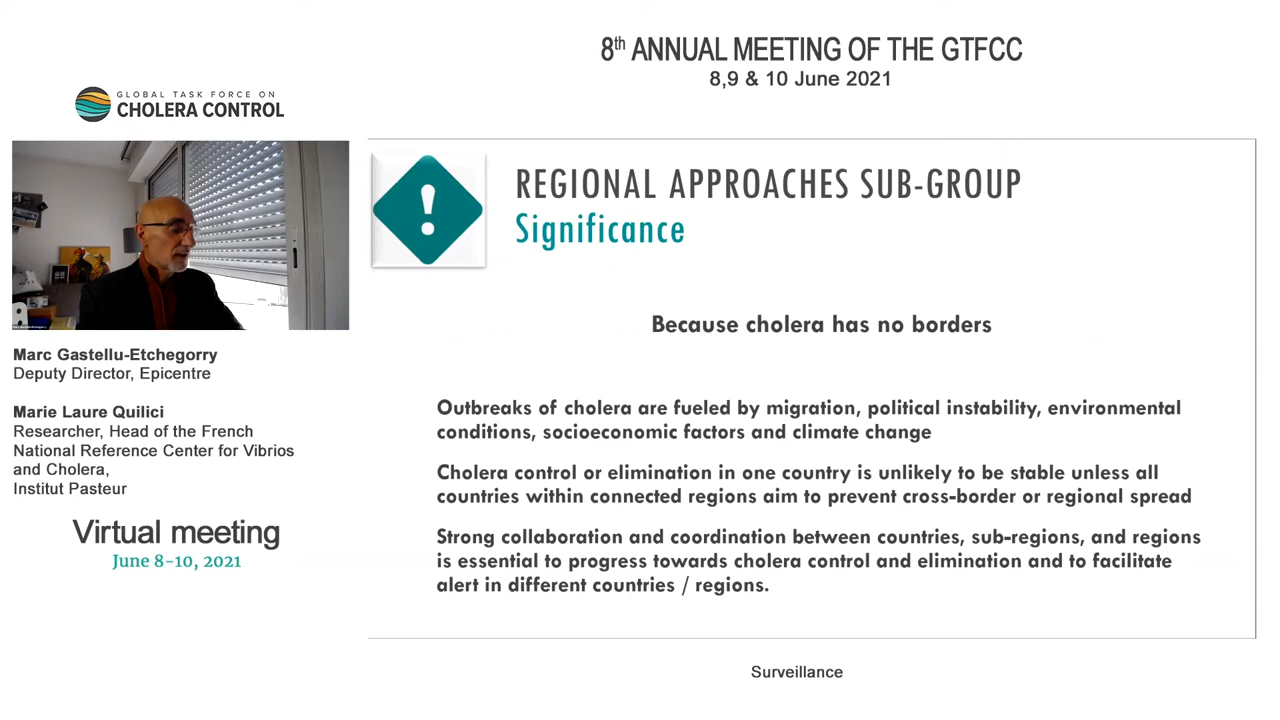 8th ANNUAL MEETING OF THE GTFCC
8,9 & 10 June 2021
GLOBAL TASK FORCE ON
CHOLERA CONTROL
REGIONAL APPROACHES SUB-GROUP
Significance
Because cholera has no borders
Outbreaks of cholera are fueled by migration, political instability, environmental
conditions, socioeconomic factors and climate change
Cholera control or elimination in one country is unlikely to be stable unless all
countries within connected regions aim to prevent cross-border or regional spread
Strong collaboration and coordination between countries, sub-regions, and regions
is essential to progress towards cholera control and elimination and to facilitate
alert in different countries / regions.
Marc Gastellu-Etchegorry
Deputy Director, Epicentre
Marie Laure Quilici
Researcher, Head of the French
National Reference Center for Vibrios
and Cholera,
Institut Pasteur
Virtual meeting
June 8-10, 2021
Surveillance